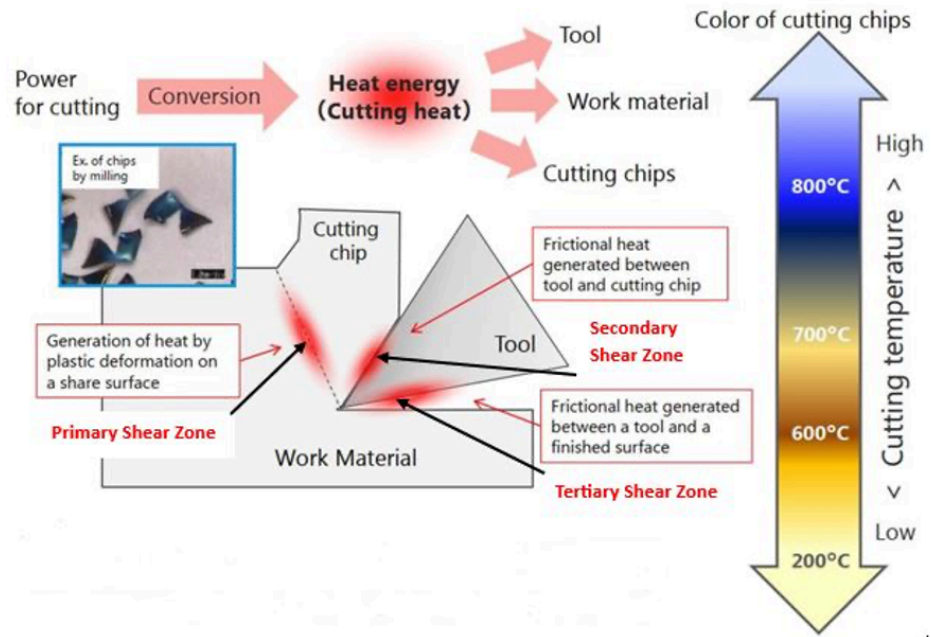 Color of cutting chips
Tool
Power
for cutting
Conversion
Heat energy
(Cutting heat)
Work material
Cutting chips
Ex. of chips
by milling
High
800°C
Cutting
chip
Frictional heat
generated between
tool and cutting chip
Secondary
Shear Zone
Generation of heat by
plastic deformation on
a share surface
Tool
700°C
< Cutting temperature >
Primary Shear Zone
Frictional heat generated
between a tool and a
finished surface
600°C
Work Material
Tertiary Shear Zone
Low
200°C